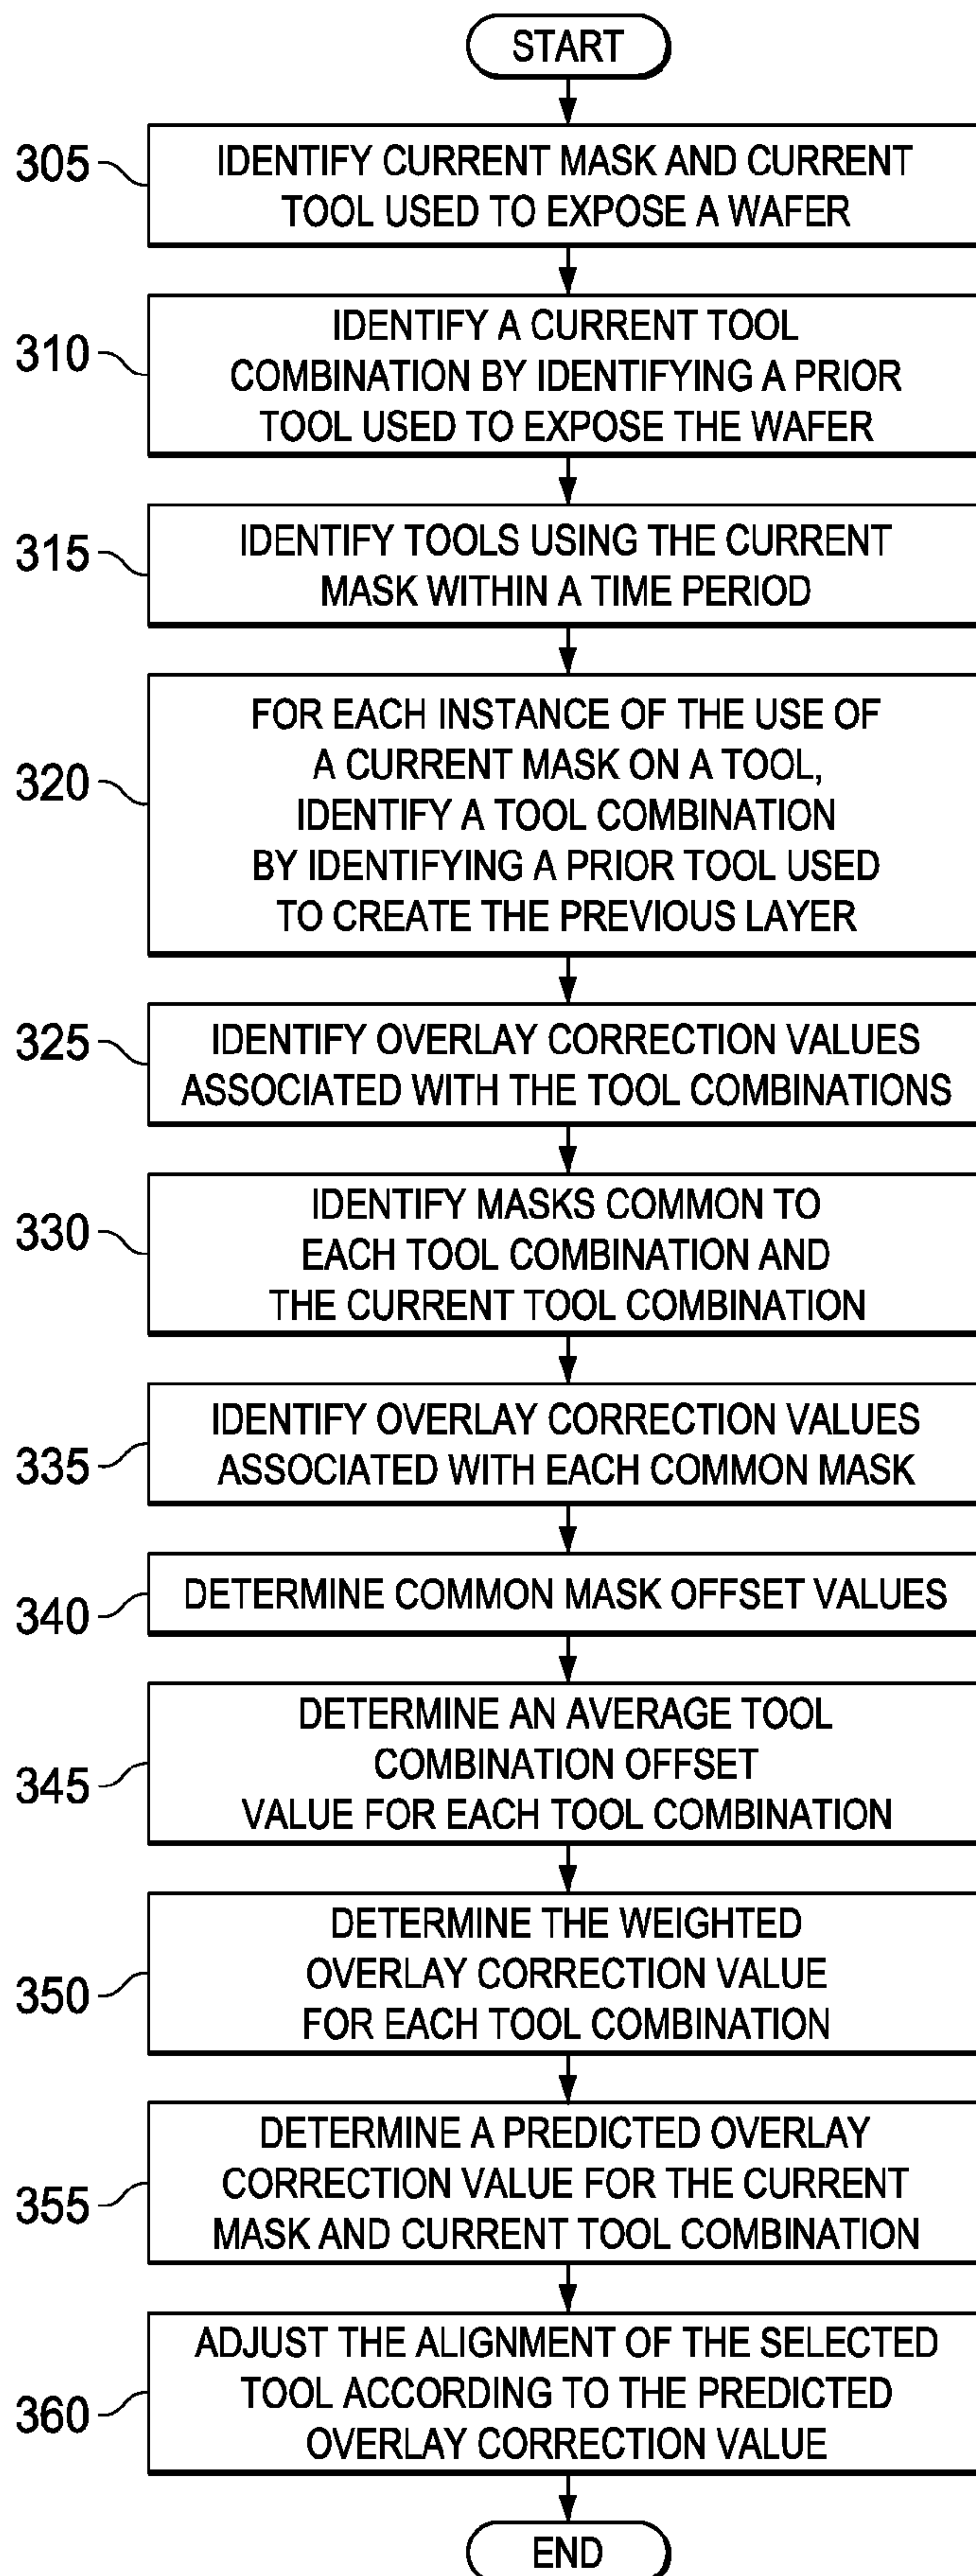 START
305
IDENTIFY CURRENT MASK AND CURRENT
TOOL USED TO EXPOSE A WAFER
310
IDENTIFY A CURRENT TOOL
COMBINATION BY IDENTIFYING A PRIOR
TOOL USED TO EXPOSE THE WAFER
315
IDENTIFY TOOLS USING THE CURRENT
MASK WITHIN A TIME PERIOD
320
FOR EACH INSTANCE OF THE USE OF
A CURRENT MASK ON A TOOL,
IDENTIFY A TOOL COMBINATION
BY IDENTIFYING A PRIOR TOOL USED
TO CREATE THE PREVIOUS LAYER
325
IDENTIFY OVERLAY CORRECTION VALUES
ASSOCIATED WITH THE TOOL COMBINATIONS
330
IDENTIFY MASKS COMMON TO
EACH TOOL COMBINATION AND
THE CURRENT TOOL COMBINATION
335
IDENTIFY OVERLAY CORRECTION VALUES
ASSOCIATED WITH EACH COMMON MASK
340
DETERMINE COMMON MASK OFFSET VALUES
345
DETERMINE AN AVERAGE TOOL
COMBINATION OFFSET
VALUE FOR EACH TOOL COMBINATION
350
DETERMINE THE WEIGHTED
OVERLAY CORRECTION VALUE
FOR EACH TOOL COMBINATION
355
DETERMINE A PREDICTED OVERLAY
CORRECTION VALUE FOR THE CURRENT
MASK AND CURRENT TOOL COMBINATION
360
ADJUST THE ALIGNMENT OF THE SELECTED
TOOL ACCORDING TO THE PREDICTED
OVERLAY CORRECTION VALUE
END